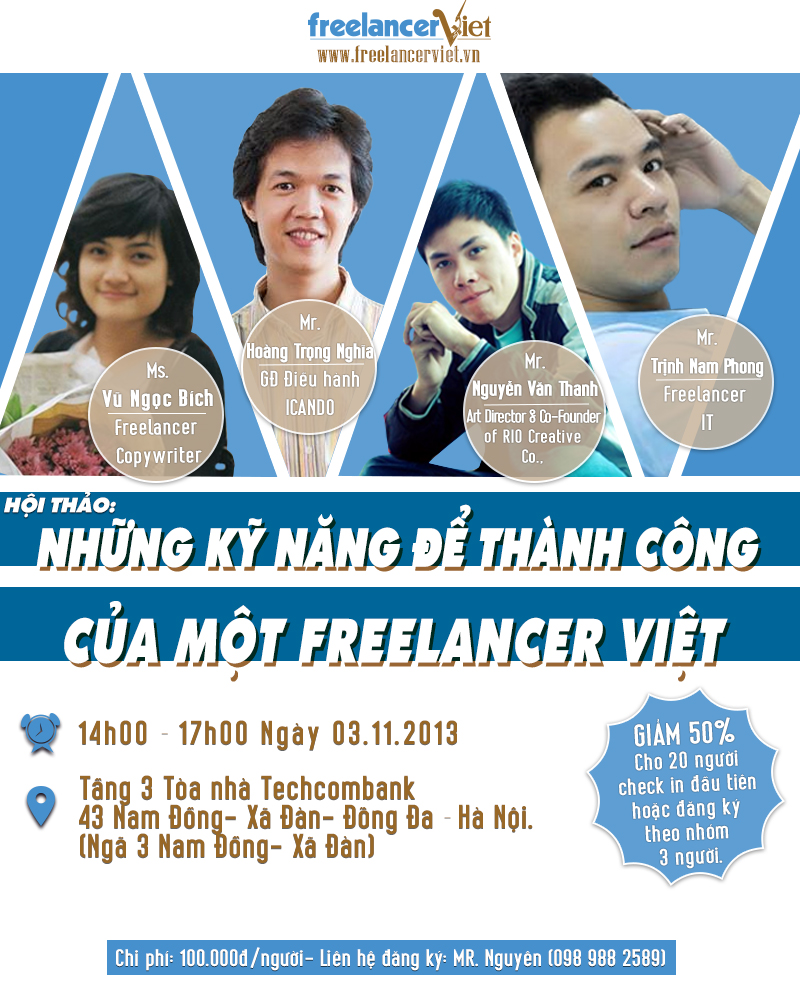 freelancerViet
www.freelancerviet.vn
Ms.
Vũ Ngọc Bích
Freelancer
Copywriter
Mr.
Hoàng Trọng Nghĩa
GĐ Điều hành
ICANDO
Mr.
Nguyễn Văn Thanh
Art Director & Co-Founder
of RIO Creative
Co.,
Mr.
Trịnh Nam Phong
Freelancer
IT
HỘI THẢO:
NHỮNG KỸ NĂNG ĐỂ THÀNH CÔNG
CỦA MỘT FREELANCER VIỆT
14h00 - 17h00 Ngày 03.11.2013
Tầng 3 Tòa nhà Techcombank
43 Nam Đồng- Xã Đàn- Đống Đa - Hà Nội.
(Ngã 3 Nam Đồng- Xã Đàn)
GIẢM 50%
Cho 20 người
check in đầu tiên
hoặc đăng ký
theo nhóm
3 người.
Chi phí: 100.000đ/người- Liên hệ đăng ký: MR. Nguyên (098 988 2589)